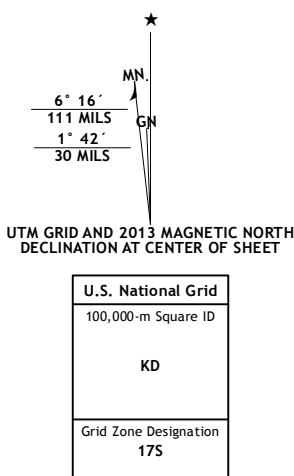 MN.
6° 16´
111 MILS
GN
1° 42´
30 MILS
UTM GRID AND 2013 MAGNETIC NORTH
DECLINATION AT CENTER OF SHEET
U.S. National Grid
100,000-m Square ID
KD
Grid Zone Designation
17S